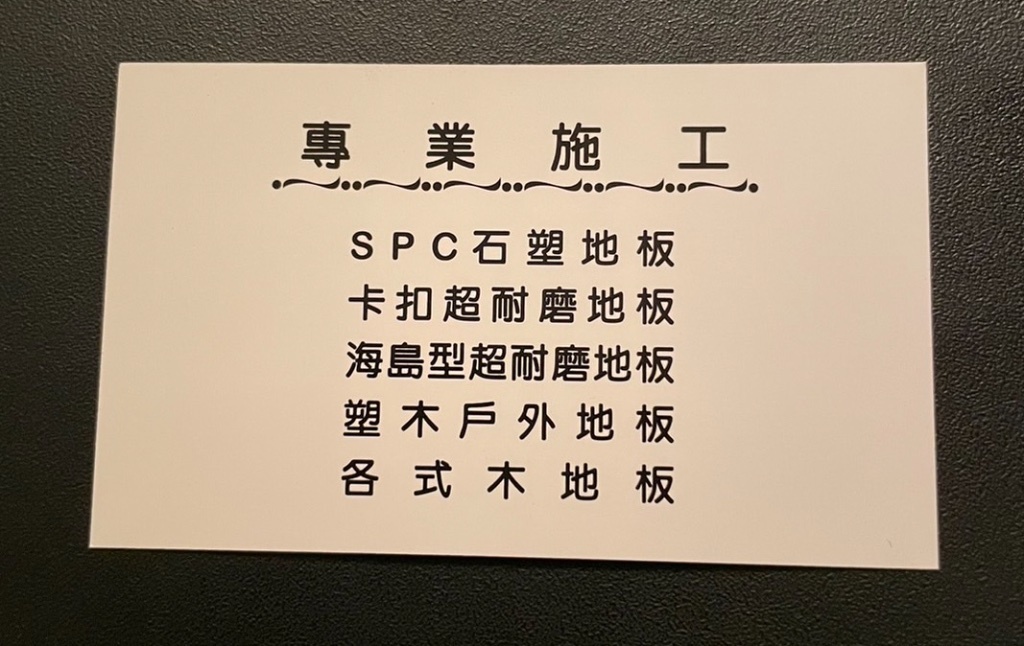 專業施工
SPC石塑地板
卡扣超耐磨地板
海島型超耐磨地板
塑木戶外地板
各式木地板